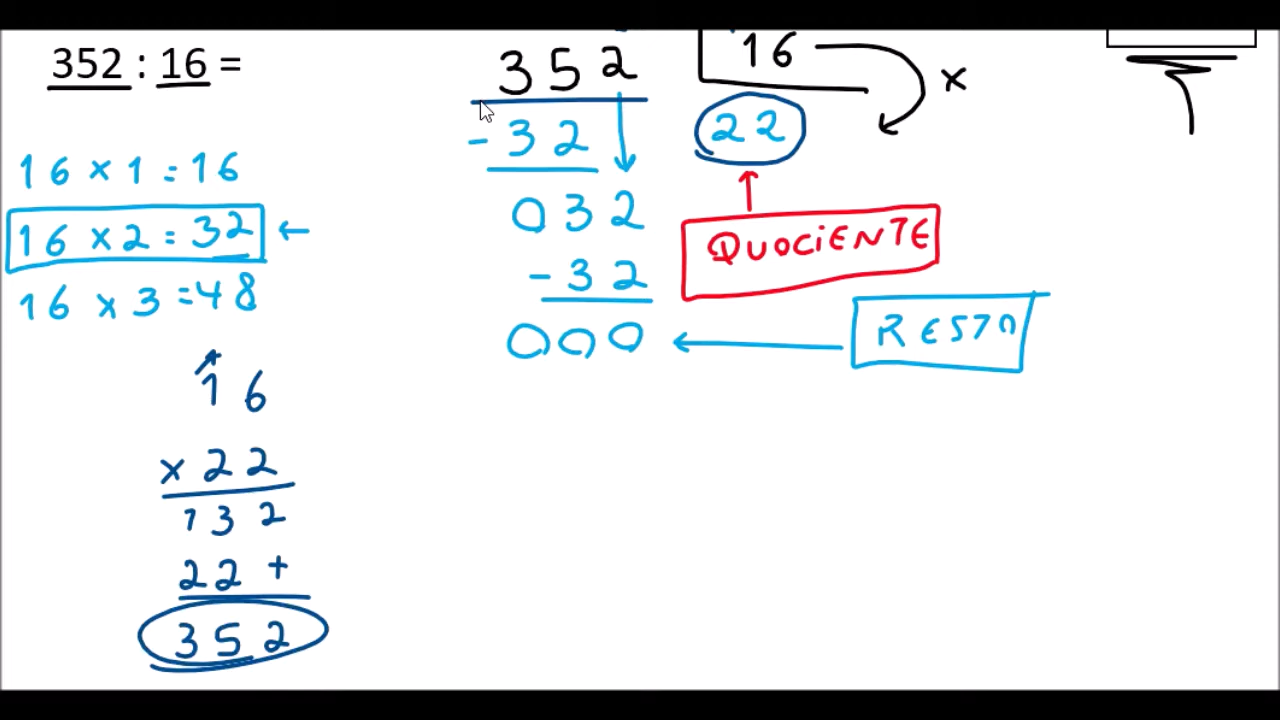 352 : 16 =
16 x 1 = 16
16 x 2 = 32 ←
16 x 3 = 48
16
x 22
132
22 +
352
352 16 x
- 32 22
032
- 32
000
QUOCIENTE
RESTO